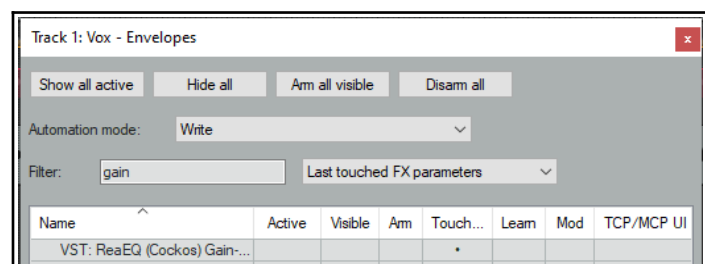 Track 1: Vox - Envelopes x
Show all active Hide all Arm all visible Disarm all
Automation mode: Write
Filter: gain Last touched FX parameters
Name Active Visible Arm Touch... Learn Mod TCP/MCP UI
VST: ReaEQ (Cockos) Gain-... •